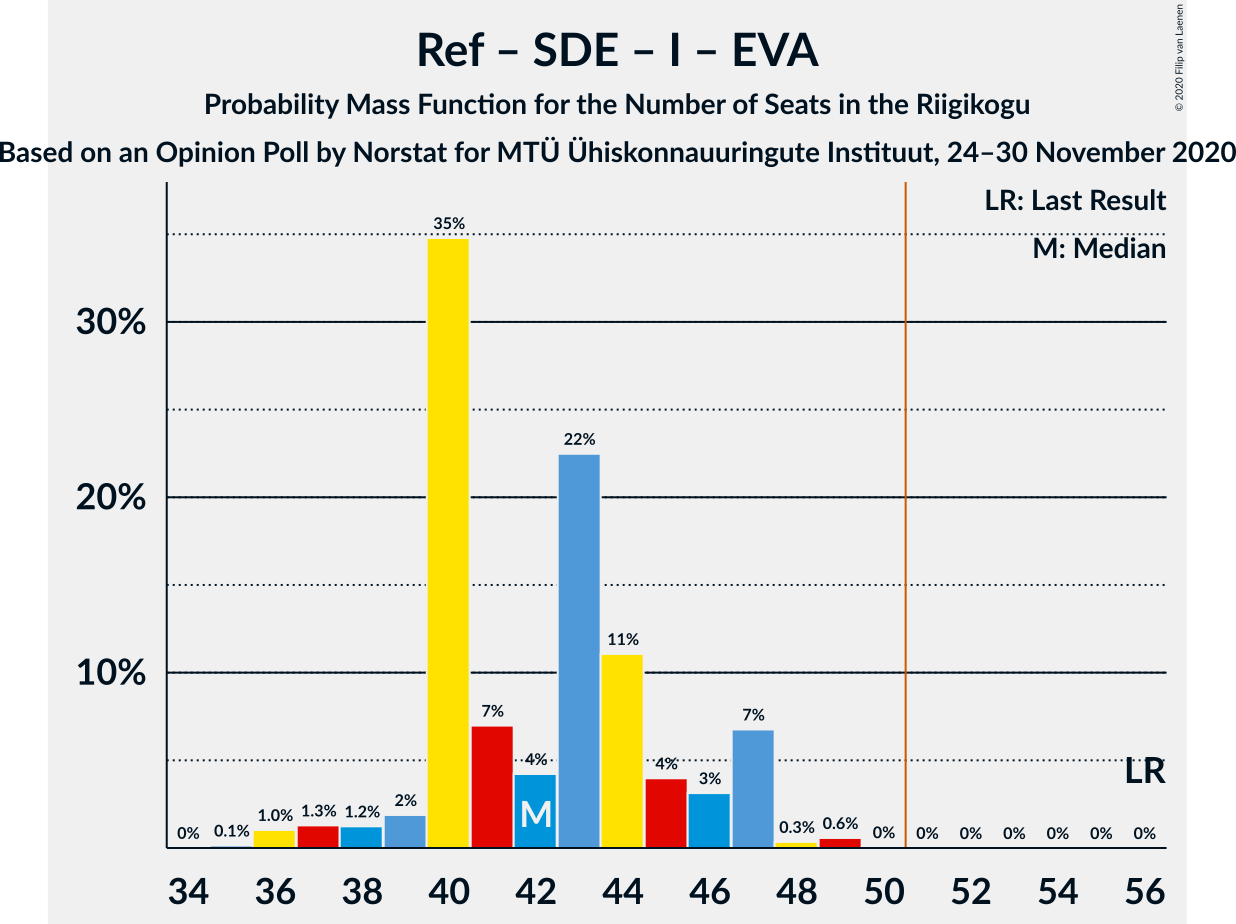 Ref – SDE – I – EVA
Probability Mass Function for the Number of Seats in the Riigikogu
Based on an Opinion Poll by Norstat for MTÜ Ühiskonnauuringute Instituut, 24–30 November 2020
© 2020 Filip van Laenen
LR: Last Result
M: Median
35%
30%
22%
20%
11%
10%
7%
7%
4%
4%
3%
LR
M
0%
0.1%
1.0%
1.3%
1.2%
2%
0.3%
0.6%
0%
0%
0%
0%
0%
0%
0%
34 36 38 40 42 44 46 48 50 52 54 56